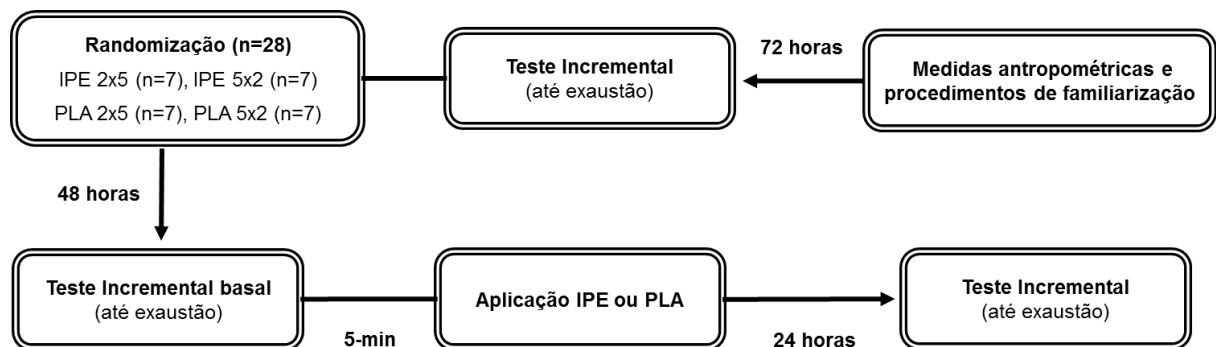 Randomização (n=28)
IPE 2x5 (n=7), IPE 5x2 (n=7)
PLA 2x5 (n=7), PLA 5x2 (n=7)
Teste Incremental
(até exaustão)
72 horas
Medidas antropométricas e
procedimentos de familiarização
48 horas
Teste Incremental basal
(até exaustão)
5-min
Aplicação IPE ou PLA
24 horas
Teste Incremental
(até exaustão)